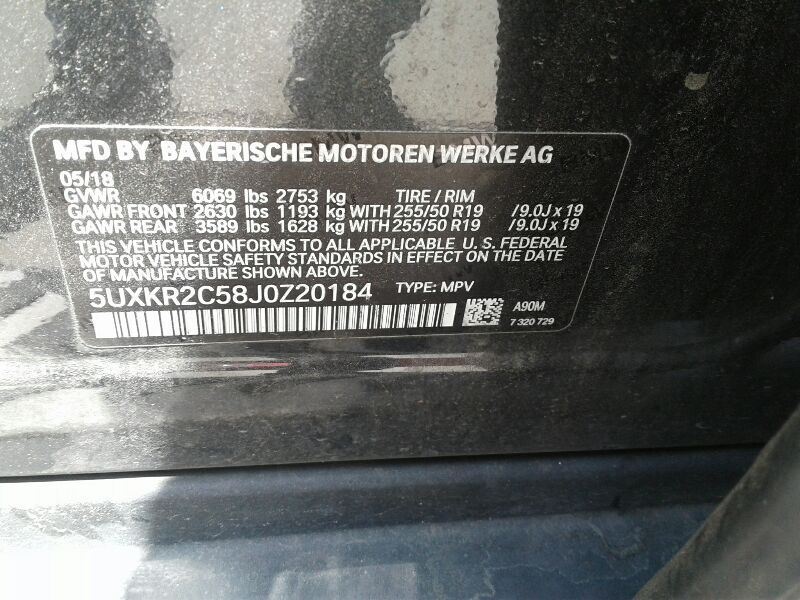 MFD BY BAYERISCHE MOTOREN WERKE AG
05/18
GVWR 6069 lbs 2753 kg TIRE / RIM
GAWR FRONT 2630 lbs 1193 kg WITH 255/50 R19 /9.0J x 19
GAWR REAR 3589 lbs 1628 kg WITH 255/50 R19 /9.0J x 19
THIS VEHICLE CONFORMS TO ALL APPLICABLE U. S. FEDERAL
MOTOR VEHICLE SAFETY STANDARDS IN EFFECT ON THE
DATE OF MANUFACTURE SHOWN ABOVE.
5UXKR2C58J0Z20184 TYPE: MPV
A90M
7 320 729